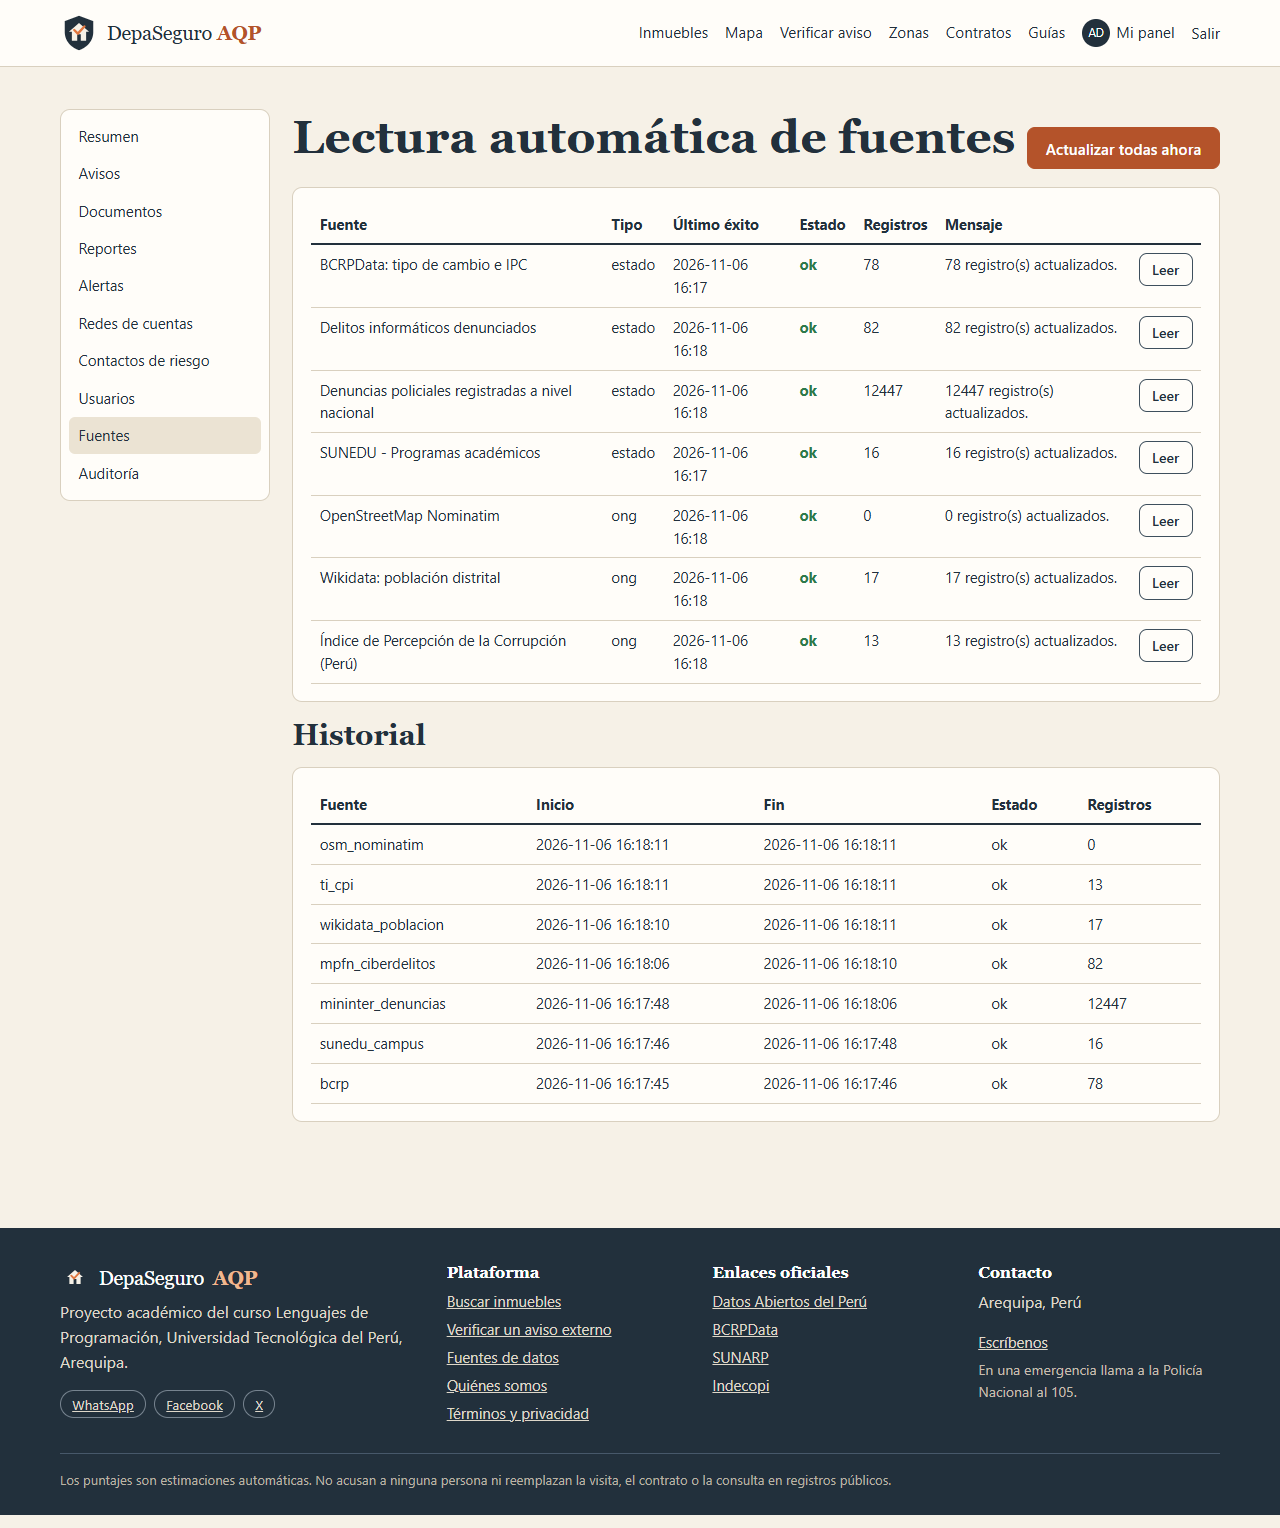 DepaSeguro AQP
Inmuebles Mapa Verificar aviso Zonas Contratos Guías AD Mi panel Salir
Resumen
Avisos
Documentos
Reportes
Alertas
Redes de cuentas
Contactos de riesgo
Usuarios
Fuentes
Auditoría
Lectura automática de fuentes
Actualizar todas ahora
Fuente Tipo Último éxito Estado Registros Mensaje
BCRPData: tipo de cambio e IPC estado 2026-11-06 16:17 ok 78 78 registro(s) actualizados. Leer
Delitos informáticos denunciados estado 2026-11-06 16:18 ok 82 82 registro(s) actualizados. Leer
Denuncias policiales registradas a nivel nacional estado 2026-11-06 16:18 ok 12447 12447 registro(s) actualizados. Leer
SUNEDU - Programas académicos estado 2026-11-06 16:17 ok 16 16 registro(s) actualizados. Leer
OpenStreetMap Nominatim ong 2026-11-06 16:18 ok 0 0 registro(s) actualizados. Leer
Wikidata: población distrital ong 2026-11-06 16:18 ok 17 17 registro(s) actualizados. Leer
Índice de Percepción de la Corrupción (Perú) ong 2026-11-06 16:18 ok 13 13 registro(s) actualizados. Leer
Historial
Fuente Inicio Fin Estado Registros
osm_nominatim 2026-11-06 16:18:11 2026-11-06 16:18:11 ok 0
ti_cpi 2026-11-06 16:18:11 2026-11-06 16:18:11 ok 13
wikidata_poblacion 2026-11-06 16:18:10 2026-11-06 16:18:11 ok 17
mpfn_ciberdelitos 2026-11-06 16:18:06 2026-11-06 16:18:10 ok 82
mininter_denuncias 2026-11-06 16:17:48 2026-11-06 16:18:06 ok 12447
sunedu_campus 2026-11-06 16:17:46 2026-11-06 16:17:48 ok 16
bcrp 2026-11-06 16:17:45 2026-11-06 16:17:46 ok 78
DepaSeguro AQP
Proyecto académico del curso Lenguajes de
Programación, Universidad Tecnológica del Perú,
Arequipa.
WhatsApp Facebook X
Plataforma
Buscar inmuebles
Verificar un aviso externo
Fuentes de datos
Quiénes somos
Términos y privacidad
Enlaces oficiales
Datos Abiertos del Perú
BCRPData
SUNARP
Indecopi
Contacto
Arequipa, Perú
Escríbenos
En una emergencia llama a la Policía
Nacional al 105.
Los puntajes son estimaciones automáticas. No acusan a ninguna persona ni reemplazan la visita, el contrato o la consulta en registros públicos.